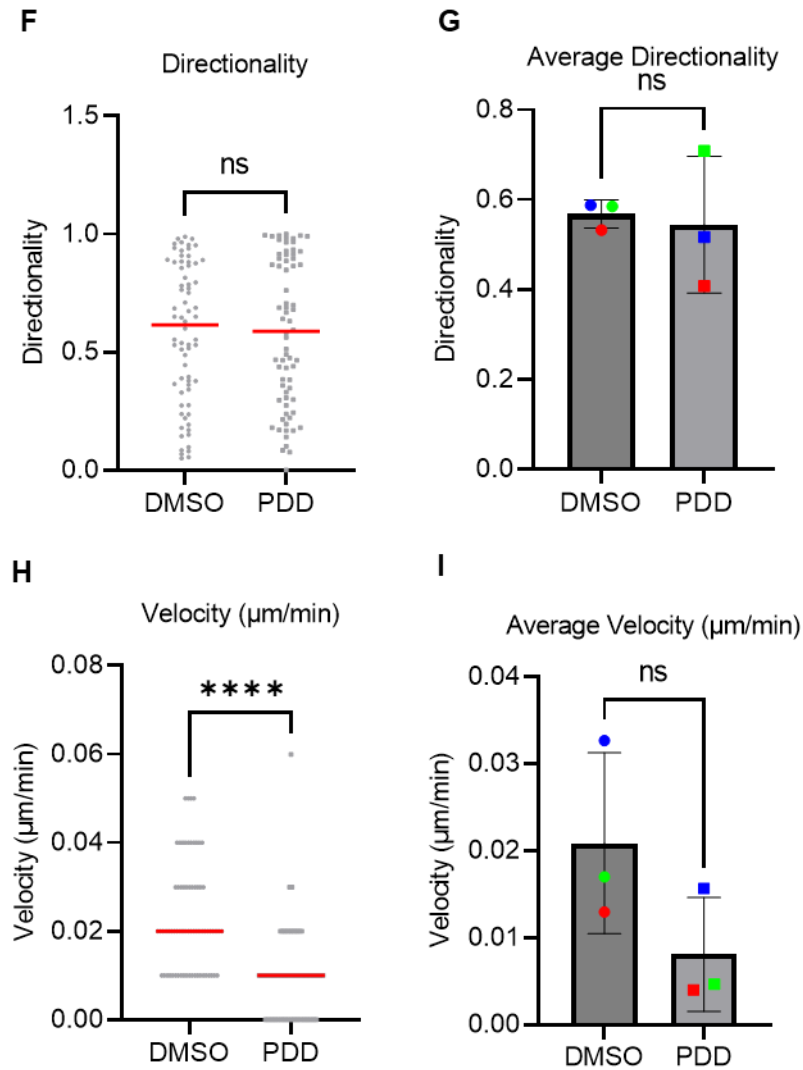 F
Directionality
Directionality
1.5
1.0
0.5
0.0
ns
DMSO PDD
G
Average Directionality
ns
Directionality
0.8
0.6
0.4
0.2
0.0
DMSO PDD
H
Velocity (μm/min)
Velocity (μm/min)
0.08
0.06
0.04
0.02
0.00
****
DMSO PDD
I
Average Velocity (μm/min)
ns
Velocity (μm/min)
0.04
0.03
0.02
0.01
0.00
DMSO PDD